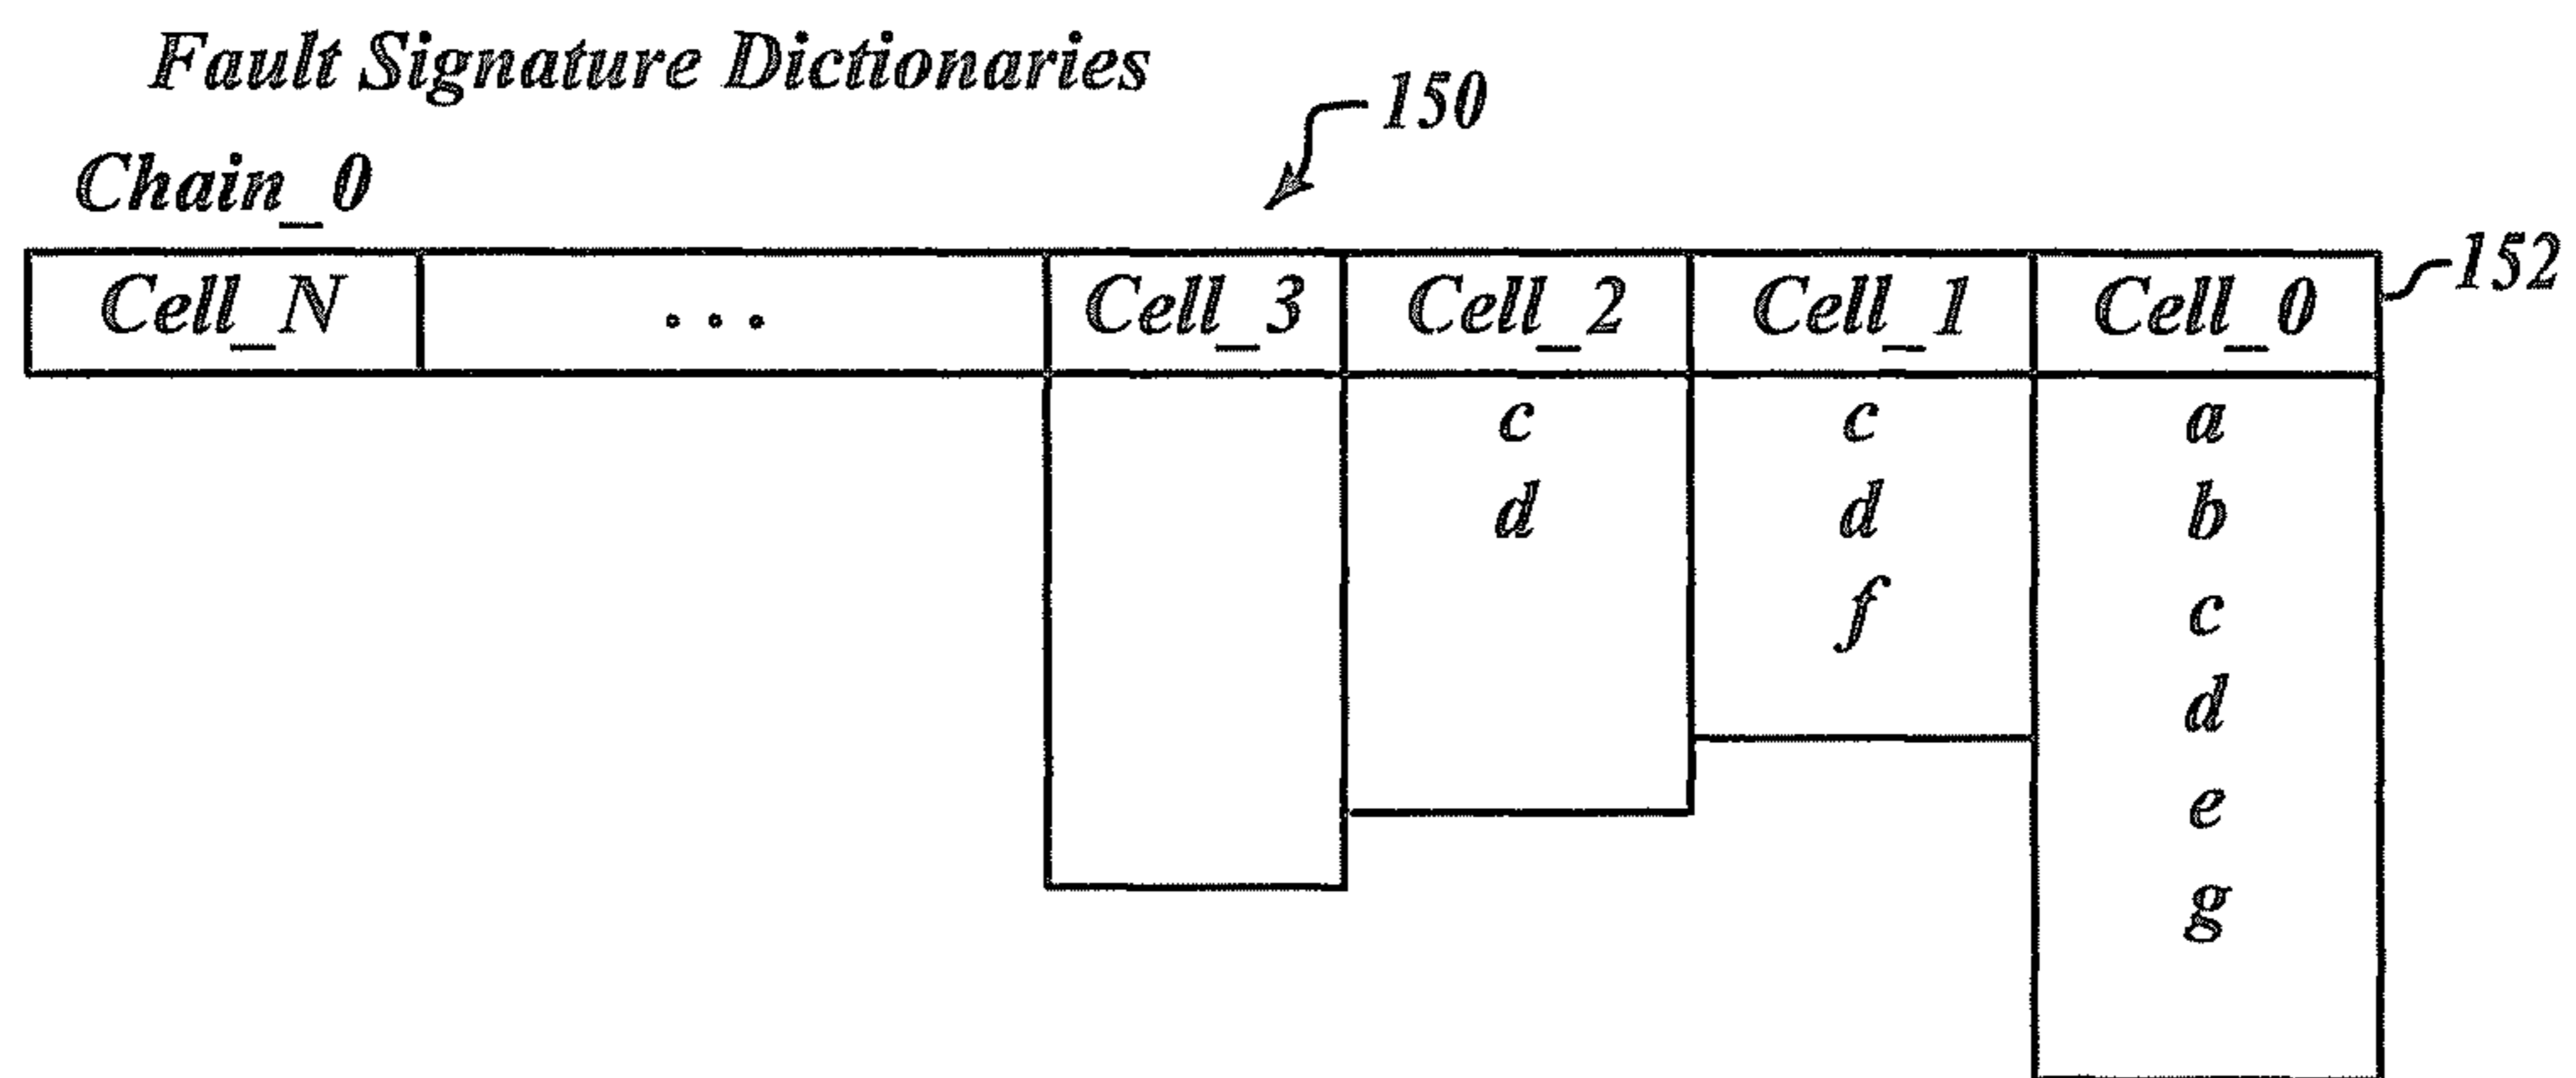 Fault Signature Dictionaries
150
Chain_0
Cell_N ... Cell_3 Cell_2 Cell_1 Cell_0 152
c c a
d d b
f c
d
e
g